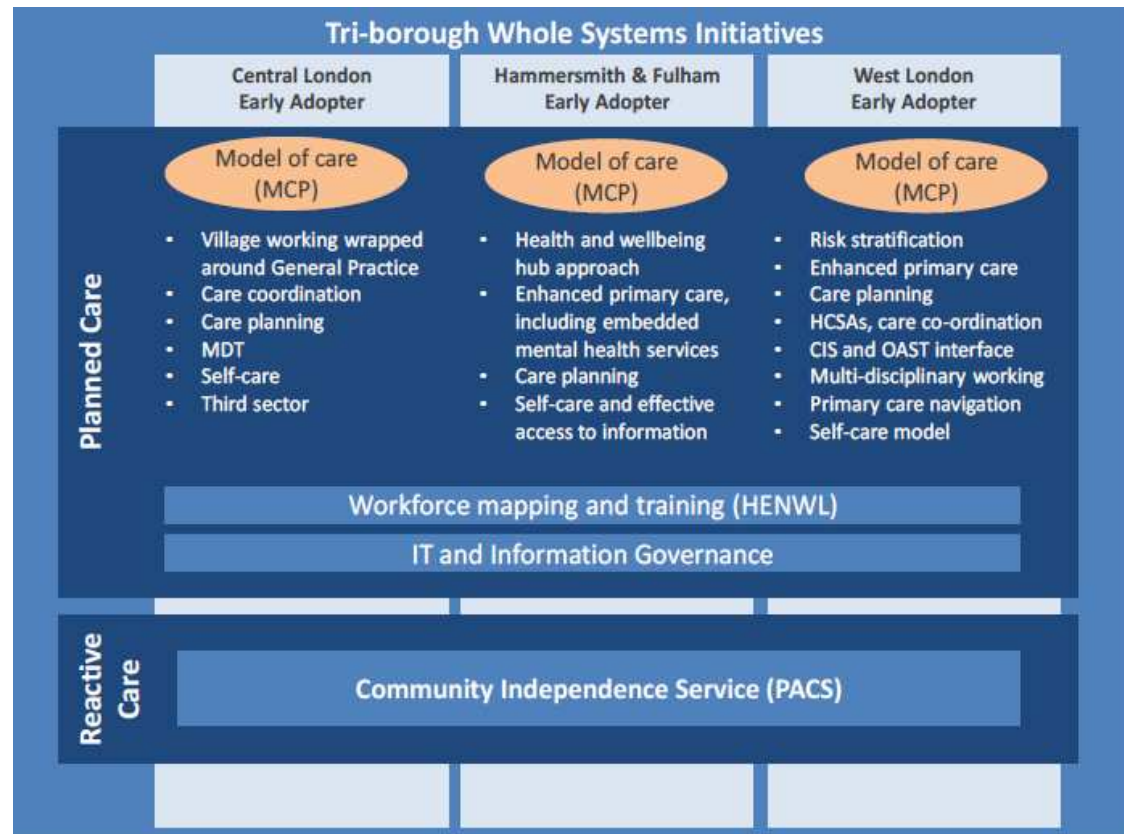 Tri-borough Whole Systems Initiatives
Central London
Early Adopter
Hammersmith & Fulham
Early Adopter
West London
Early Adopter
Planned Care
Model of care
(MCP)
• Village working wrapped
around General Practice
• Care coordination
• Care planning
• MDT
• Self-care
• Third sector
Model of care
(MCP)
• Health and wellbeing
hub approach
• Enhanced primary care,
including embedded
mental health services
• Care planning
• Self-care and effective
access to information
Model of care
(MCP)
• Risk stratification
• Enhanced primary care
• Care planning
• HCSAs, care co-ordination
• CIS and OAST interface
• Multi-disciplinary working
• Primary care navigation
• Self-care model
Workforce mapping and training (HENWL)
IT and Information Governance
Reactive
Care
Community Independence Service (PACS)